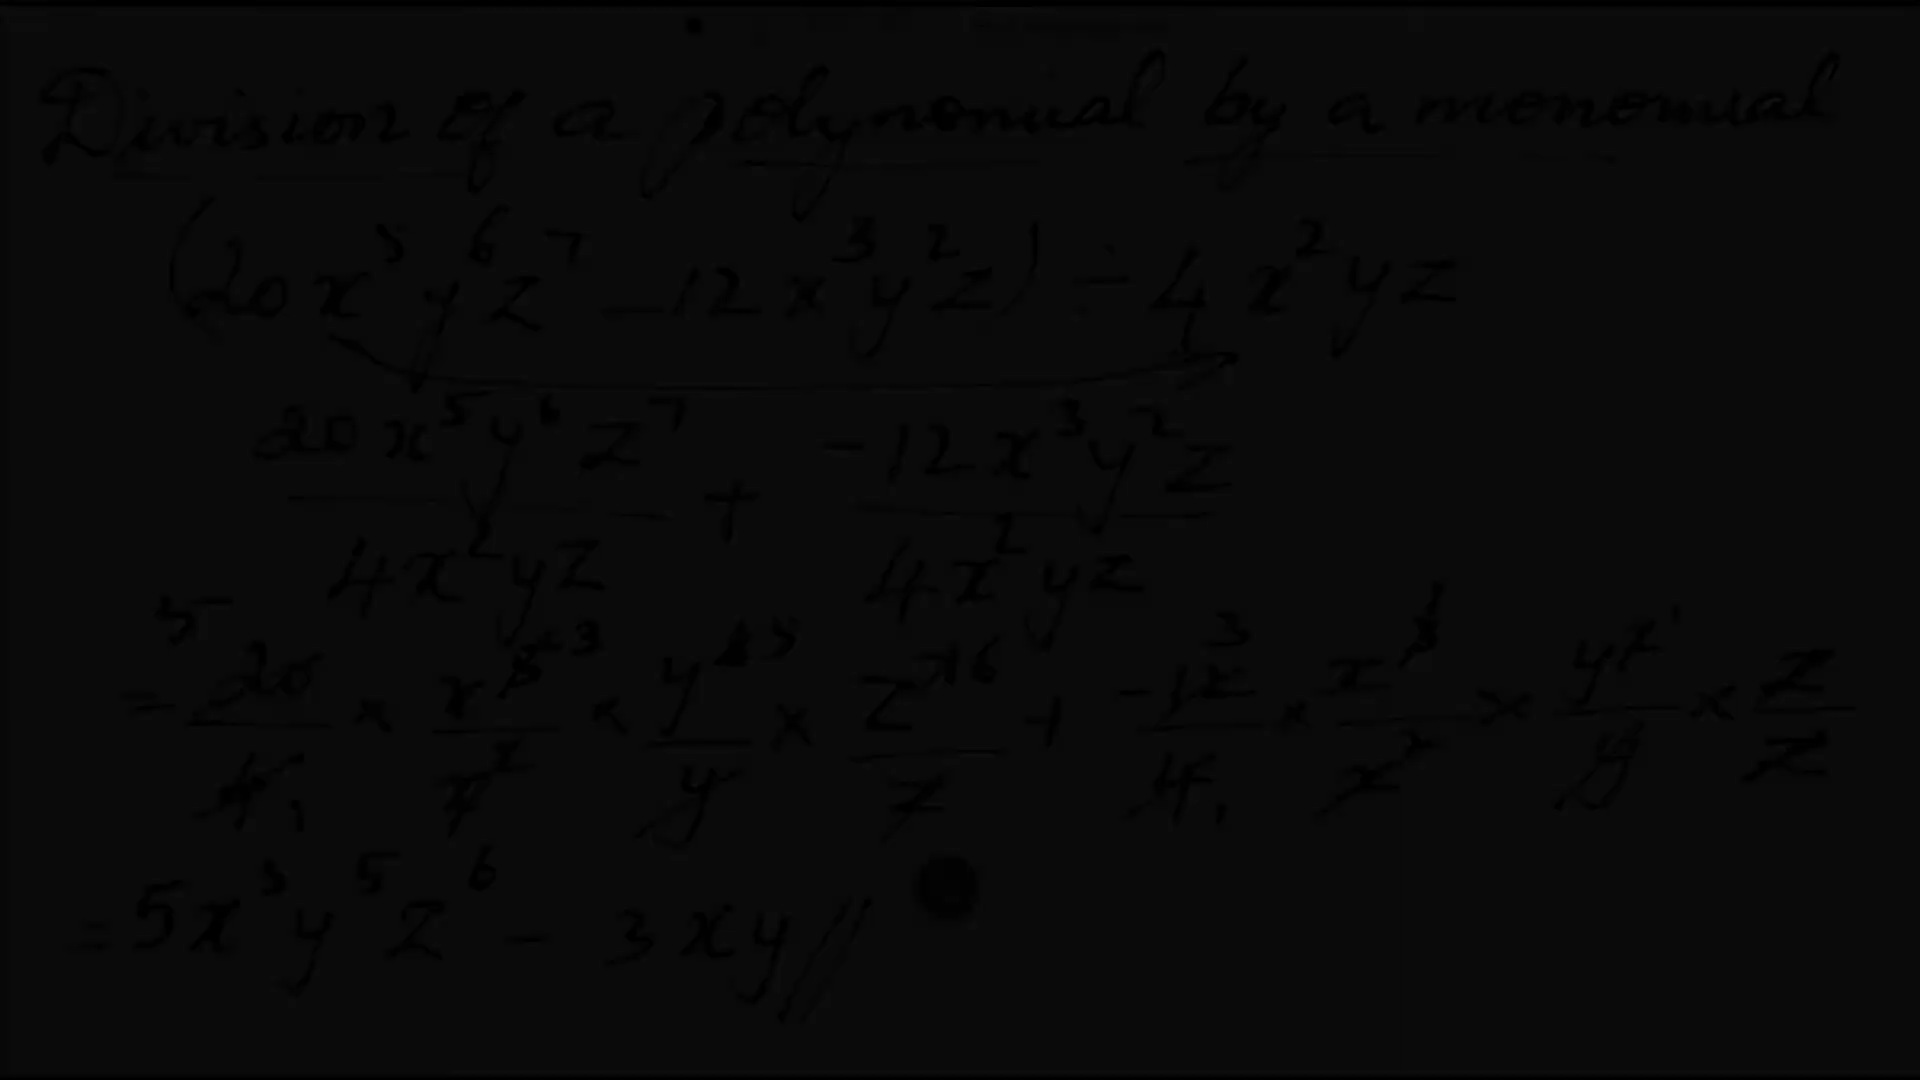 Division of a polynomial by a monomial
(20x⁵y⁶z⁷ – 12x³y²z) ÷ 4x²yz
20x⁵y⁶z⁷ / 4x²yz + -12x³y²z / 4x²yz
= 20/4 × x⁵/x² × y⁶/y × z⁷/z + -12/4 × x³/x² × y²/y × z/z
= 5x³y⁵z⁶ – 3xy//